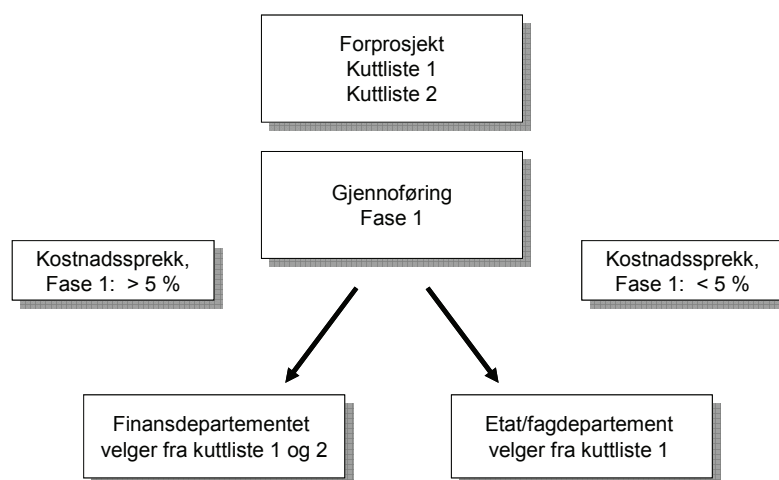 Forprosjekt
Kuttliste 1
Kuttliste 2
Gjennoføring
Fase 1
Kostnadssprekk,
Fase 1:  > 5 %
Kostnadssprekk,
Fase 1:  < 5 %
Finansdepartementet
velger fra kuttliste 1 og 2
Etat/fagdepartement
velger fra kuttliste 1